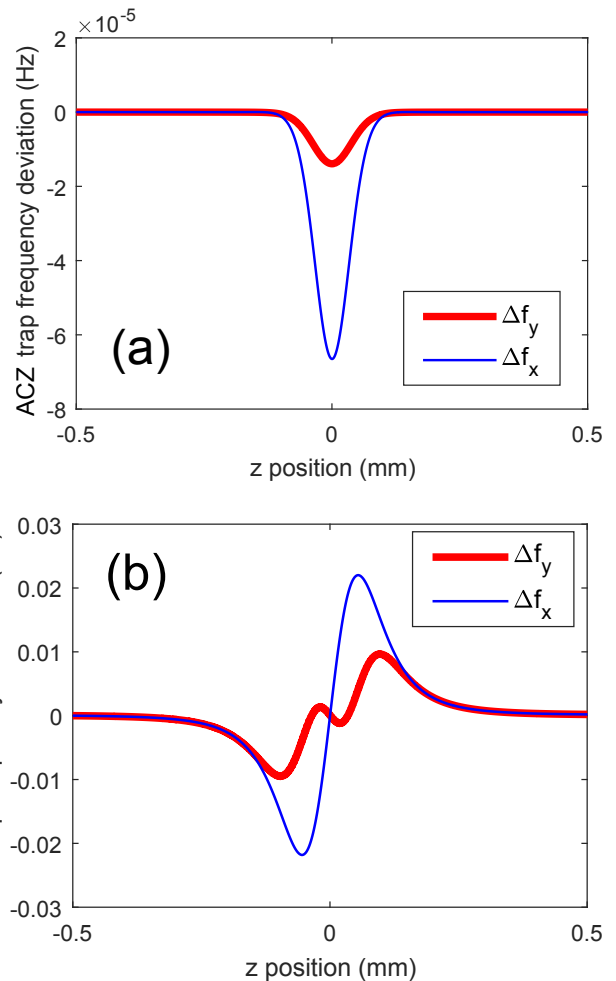 ×10⁻⁵
ACZ trap frequency deviation (Hz)
2
0
-2
-4
-6
-8
(a)
Δf_y
Δf_x
-0.5
0
0.5
z position (mm)
0.03
0.02
0.01
0
-0.01
-0.02
-0.03
(b)
Δf_y
Δf_x
-0.5
0
0.5
z position (mm)